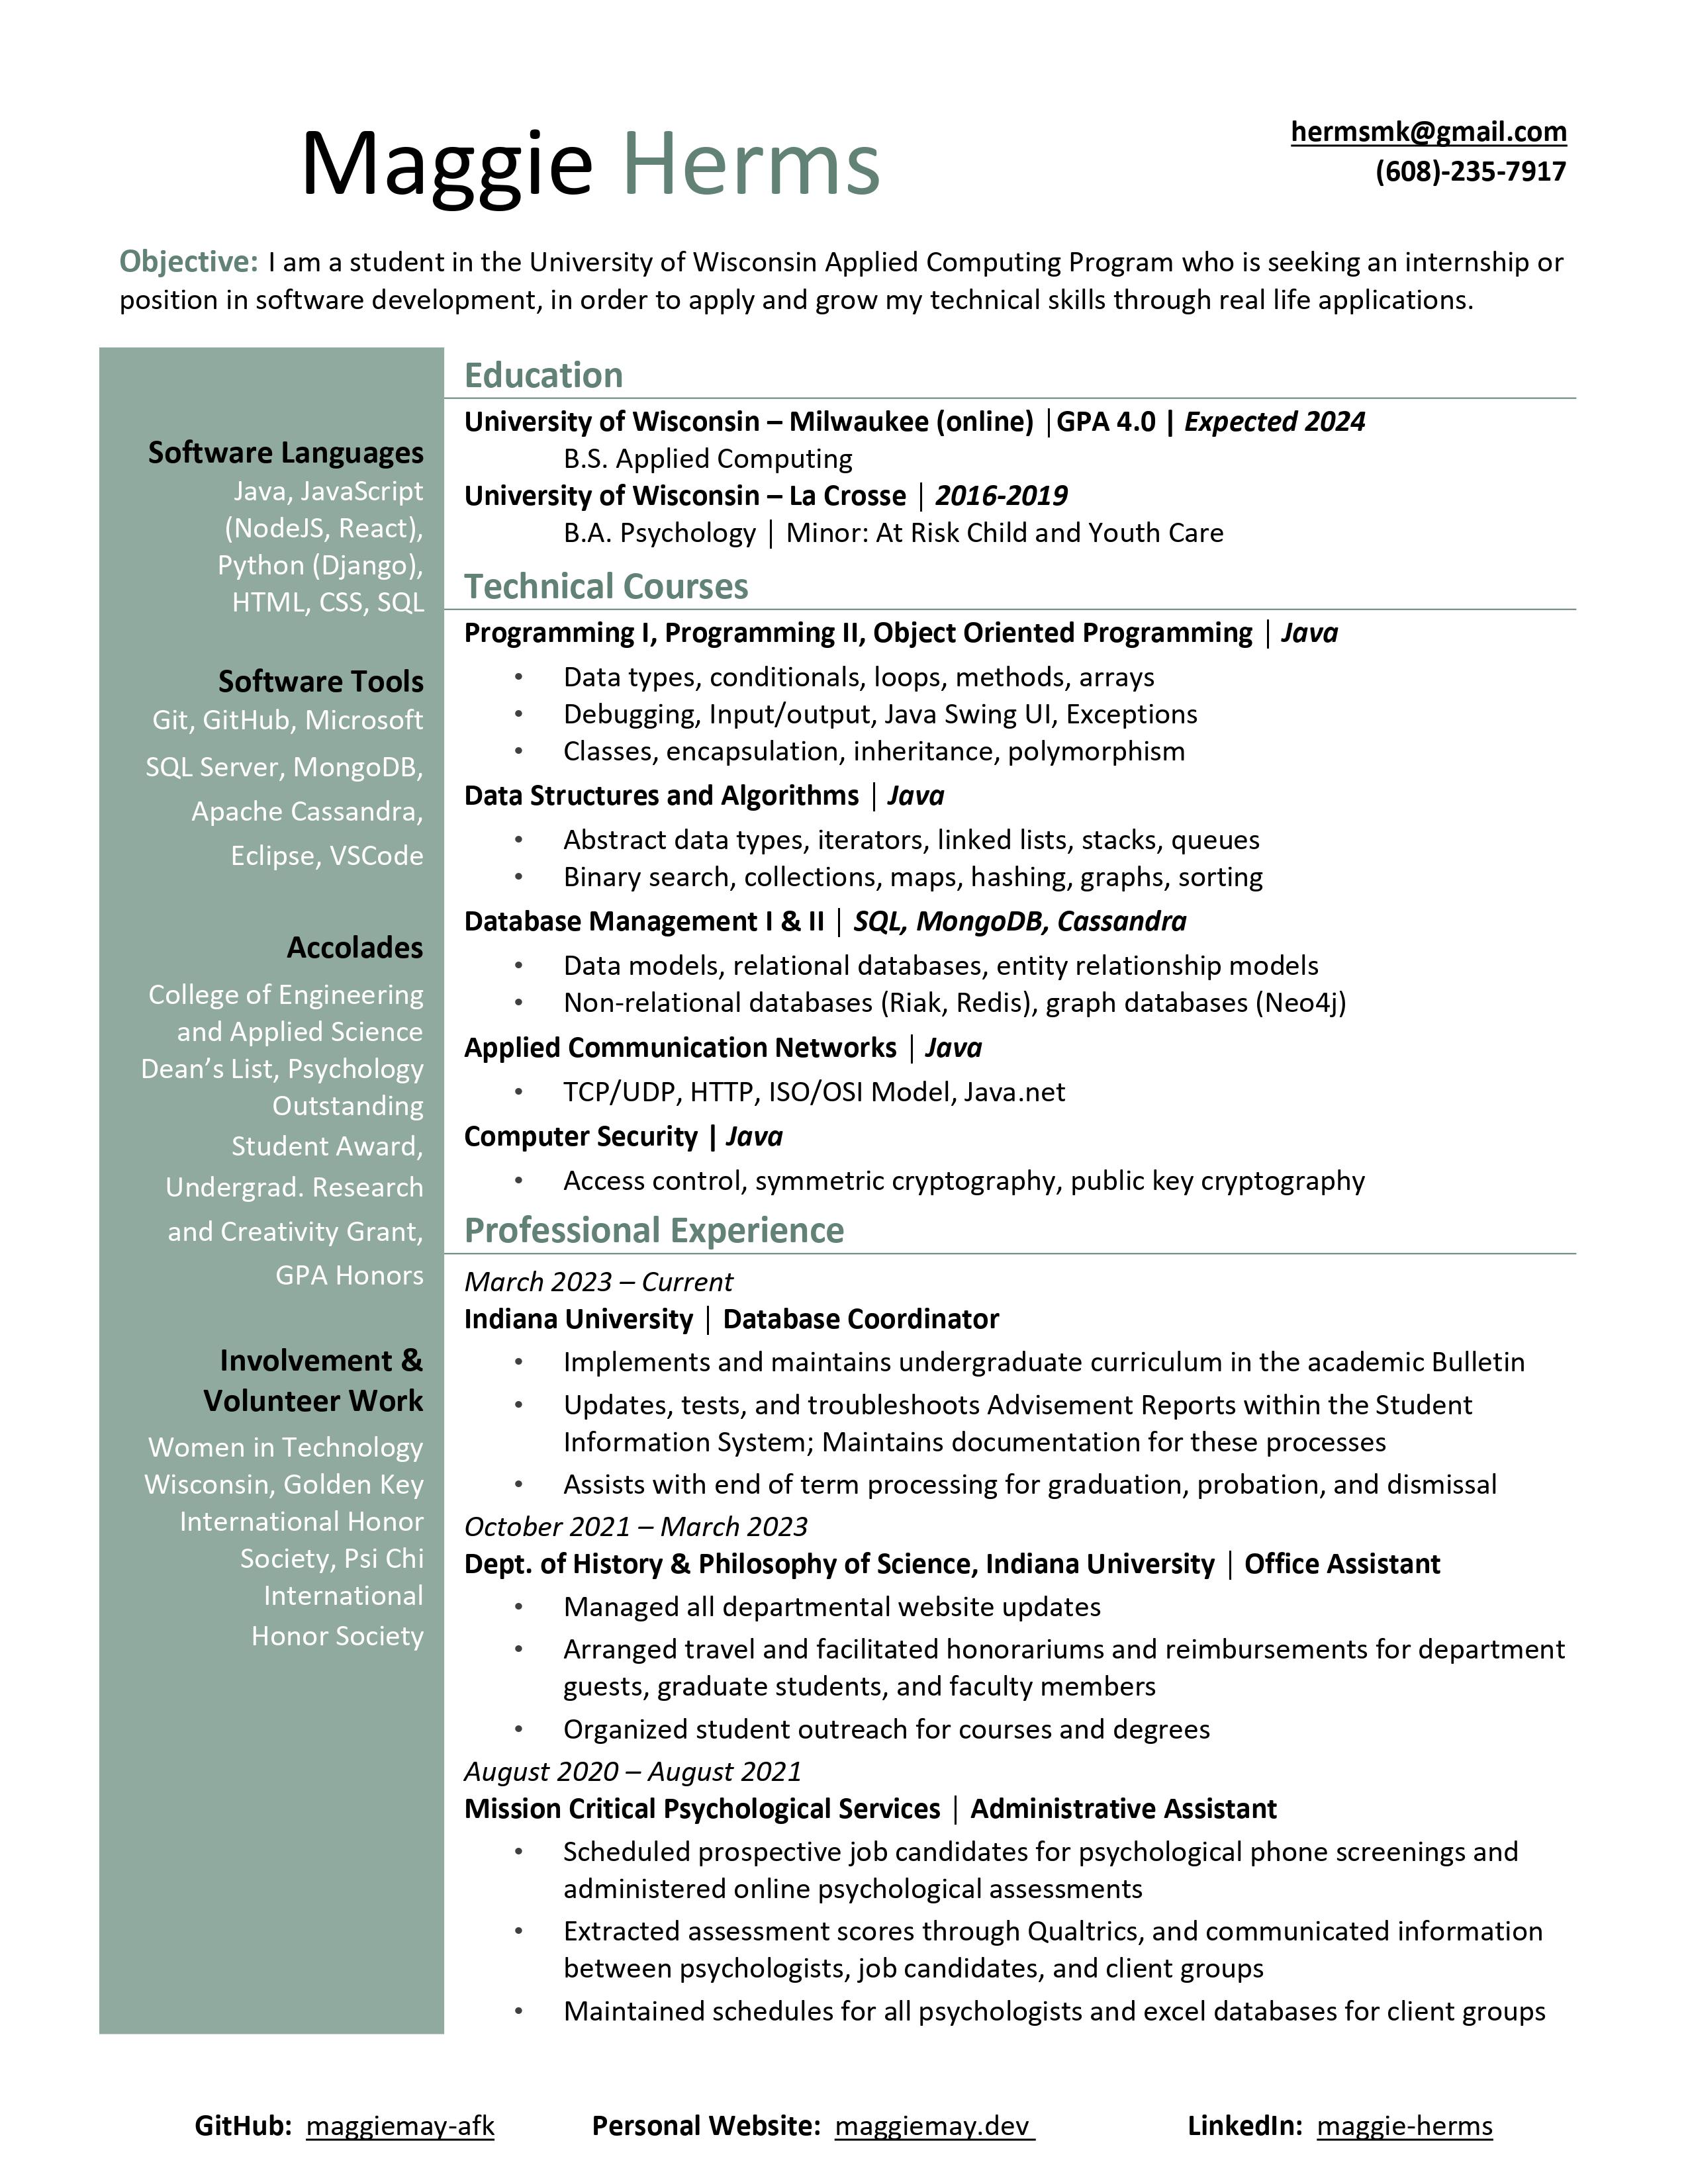 Maggie Herms
hermsmk@gmail.com
(608)-235-7917
Objective: I am a student in the University of Wisconsin Applied Computing Program who is seeking an internship or
position in software development, in order to apply and grow my technical skills through real life applications.
Software Languages
Java, JavaScript
(NodeJS, React),
Python (Django),
HTML, CSS, SQL
Software Tools
Git, GitHub, Microsoft
SQL Server, MongoDB,
Apache Cassandra,
Eclipse, VSCode
Accolades
College of Engineering
and Applied Science
Dean’s List, Psychology
Outstanding
Student Award,
Undergrad. Research
and Creativity Grant,
GPA Honors
Involvement &
Volunteer Work
Women in Technology
Wisconsin, Golden Key
International Honor
Society, Psi Chi
International
Honor Society
Education
University of Wisconsin – Milwaukee (online) |GPA 4.0 | Expected 2024
B.S. Applied Computing
University of Wisconsin – La Crosse | 2016-2019
B.A. Psychology | Minor: At Risk Child and Youth Care
Technical Courses
Programming I, Programming II, Object Oriented Programming | Java
• Data types, conditionals, loops, methods, arrays
• Debugging, Input/output, Java Swing UI, Exceptions
• Classes, encapsulation, inheritance, polymorphism
Data Structures and Algorithms | Java
• Abstract data types, iterators, linked lists, stacks, queues
• Binary search, collections, maps, hashing, graphs, sorting
Database Management I & II | SQL, MongoDB, Cassandra
• Data models, relational databases, entity relationship models
• Non-relational databases (Riak, Redis), graph databases (Neo4j)
Applied Communication Networks | Java
• TCP/UDP, HTTP, ISO/OSI Model, Java.net
Computer Security | Java
• Access control, symmetric cryptography, public key cryptography
Professional Experience
March 2023 – Current
Indiana University | Database Coordinator
• Implements and maintains undergraduate curriculum in the academic Bulletin
• Updates, tests, and troubleshoots Advisement Reports within the Student
Information System; Maintains documentation for these processes
• Assists with end of term processing for graduation, probation, and dismissal
October 2021 – March 2023
Dept. of History & Philosophy of Science, Indiana University | Office Assistant
• Managed all departmental website updates
• Arranged travel and facilitated honorariums and reimbursements for department
guests, graduate students, and faculty members
• Organized student outreach for courses and degrees
August 2020 – August 2021
Mission Critical Psychological Services | Administrative Assistant
• Scheduled prospective job candidates for psychological phone screenings and
administered online psychological assessments
• Extracted assessment scores through Qualtrics, and communicated information
between psychologists, job candidates, and client groups
• Maintained schedules for all psychologists and excel databases for client groups
GitHub: maggiemay-afk Personal Website: maggiemay.dev LinkedIn: maggie-herms